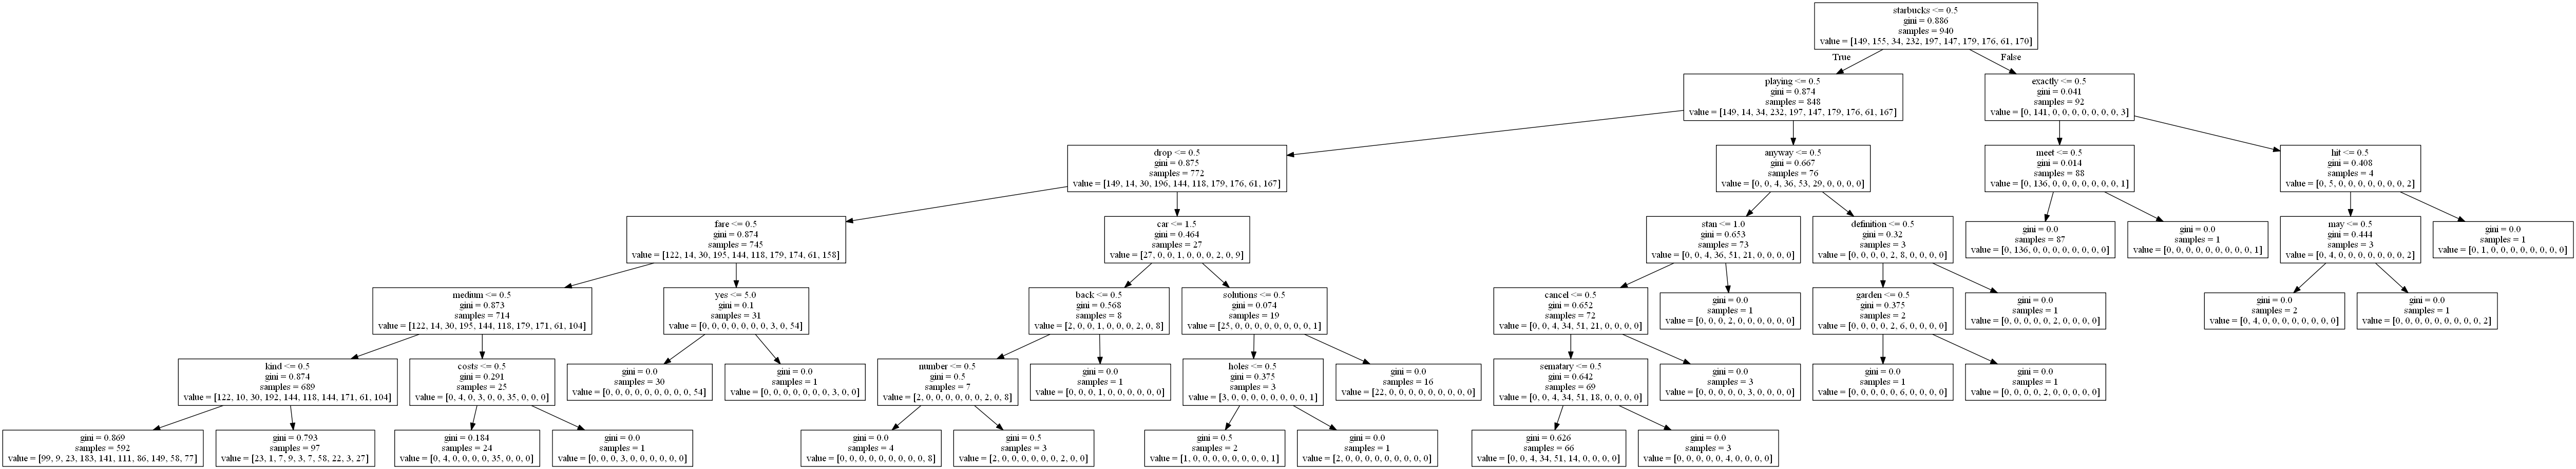 starbucks <= 0.5
gini = 0.886
samples = 940
value = [149, 155, 34, 232, 197, 147, 179, 176, 61, 170]
True
False
playing <= 0.5
gini = 0.874
samples = 848
value = [149, 14, 34, 232, 197, 147, 179, 176, 61, 167]
exactly <= 0.5
gini = 0.041
samples = 92
value = [0, 141, 0, 0, 0, 0, 0, 0, 0, 3]
drop <= 0.5
gini = 0.875
samples = 772
value = [149, 14, 30, 196, 144, 118, 179, 176, 61, 167]
anyway <= 0.5
gini = 0.667
samples = 76
value = [0, 0, 4, 36, 53, 29, 0, 0, 0, 0]
meet <= 0.5
gini = 0.014
samples = 88
value = [0, 136, 0, 0, 0, 0, 0, 0, 0, 1]
hit <= 0.5
gini = 0.408
samples = 4
value = [0, 5, 0, 0, 0, 0, 0, 0, 0, 2]
fare <= 0.5
gini = 0.874
samples = 745
value = [122, 14, 30, 195, 144, 118, 179, 174, 61, 158]
car <= 1.5
gini = 0.464
samples = 27
value = [27, 0, 0, 1, 0, 0, 0, 2, 0, 9]
stan <= 1.0
gini = 0.653
samples = 73
value = [0, 0, 4, 36, 51, 21, 0, 0, 0, 0]
definition <= 0.5
gini = 0.32
samples = 3
value = [0, 0, 0, 0, 2, 8, 0, 0, 0, 0]
gini = 0.0
samples = 87
value = [0, 136, 0, 0, 0, 0, 0, 0, 0, 0]
gini = 0.0
samples = 1
value = [0, 0, 0, 0, 0, 0, 0, 0, 0, 1]
may <= 0.5
gini = 0.444
samples = 3
value = [0, 4, 0, 0, 0, 0, 0, 0, 0, 2]
gini = 0.0
samples = 1
value = [0, 1, 0, 0, 0, 0, 0, 0, 0, 0]
medium <= 0.5
gini = 0.873
samples = 714
value = [122, 14, 30, 195, 144, 118, 179, 171, 61, 104]
yes <= 5.0
gini = 0.1
samples = 31
value = [0, 0, 0, 0, 0, 0, 0, 3, 0, 54]
back <= 0.5
gini = 0.568
samples = 8
value = [2, 0, 0, 1, 0, 0, 0, 2, 0, 8]
solutions <= 0.5
gini = 0.074
samples = 19
value = [25, 0, 0, 0, 0, 0, 0, 0, 0, 1]
cancel <= 0.5
gini = 0.652
samples = 72
value = [0, 0, 4, 34, 51, 21, 0, 0, 0, 0]
gini = 0.0
samples = 1
value = [0, 0, 0, 2, 0, 0, 0, 0, 0, 0]
garden <= 0.5
gini = 0.375
samples = 2
value = [0, 0, 0, 0, 2, 6, 0, 0, 0, 0]
gini = 0.0
samples = 1
value = [0, 0, 0, 0, 0, 2, 0, 0, 0, 0]
gini = 0.0
samples = 2
value = [0, 4, 0, 0, 0, 0, 0, 0, 0, 0]
gini = 0.0
samples = 1
value = [0, 0, 0, 0, 0, 0, 0, 0, 0, 2]
kind <= 0.5
gini = 0.874
samples = 689
value = [122, 10, 30, 192, 144, 118, 144, 171, 61, 104]
costs <= 0.5
gini = 0.291
samples = 25
value = [0, 4, 0, 3, 0, 0, 35, 0, 0, 0]
gini = 0.0
samples = 30
value = [0, 0, 0, 0, 0, 0, 0, 0, 0, 54]
gini = 0.0
samples = 1
value = [0, 0, 0, 0, 0, 0, 0, 3, 0, 0]
number <= 0.5
gini = 0.5
samples = 7
value = [2, 0, 0, 0, 0, 0, 0, 2, 0, 8]
gini = 0.0
samples = 1
value = [0, 0, 0, 1, 0, 0, 0, 0, 0, 0]
holes <= 0.5
gini = 0.375
samples = 3
value = [3, 0, 0, 0, 0, 0, 0, 0, 0, 1]
gini = 0.0
samples = 16
value = [22, 0, 0, 0, 0, 0, 0, 0, 0, 0]
sematary <= 0.5
gini = 0.642
samples = 69
value = [0, 0, 4, 34, 51, 18, 0, 0, 0, 0]
gini = 0.0
samples = 3
value = [0, 0, 0, 0, 0, 3, 0, 0, 0, 0]
gini = 0.0
samples = 1
value = [0, 0, 0, 0, 0, 6, 0, 0, 0, 0]
gini = 0.0
samples = 1
value = [0, 0, 0, 0, 2, 0, 0, 0, 0, 0]
gini = 0.869
samples = 592
value = [99, 9, 23, 183, 141, 111, 86, 149, 58, 77]
gini = 0.793
samples = 97
value = [23, 1, 7, 9, 3, 7, 58, 22, 3, 27]
gini = 0.184
samples = 24
value = [0, 4, 0, 0, 0, 0, 35, 0, 0, 0]
gini = 0.0
samples = 1
value = [0, 0, 0, 3, 0, 0, 0, 0, 0, 0]
gini = 0.0
samples = 4
value = [0, 0, 0, 0, 0, 0, 0, 0, 0, 8]
gini = 0.5
samples = 3
value = [2, 0, 0, 0, 0, 0, 0, 2, 0, 0]
gini = 0.5
samples = 2
value = [1, 0, 0, 0, 0, 0, 0, 0, 0, 1]
gini = 0.0
samples = 1
value = [2, 0, 0, 0, 0, 0, 0, 0, 0, 0]
gini = 0.626
samples = 66
value = [0, 0, 4, 34, 51, 14, 0, 0, 0, 0]
gini = 0.0
samples = 3
value = [0, 0, 0, 0, 0, 4, 0, 0, 0, 0]